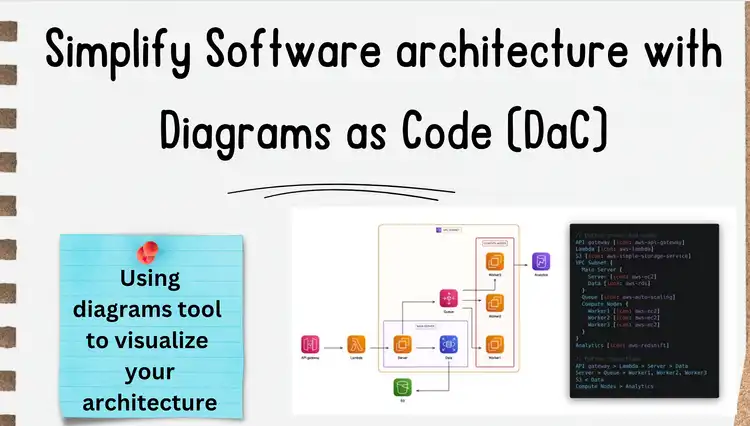 Simplify Software architecture with
Diagrams as Code (DaC)
Using
diagrams tool
to visualize
your
architecture
Worker3
Analytics
Queue
Worker2
API gateway
Lambda
Server
Data
Worker1
S3
API gateway [icon: aws-api-gateway]
Lambda [icon: aws-lambda]
S3 [icon: aws-simple-storage-service]
VPC Subnet {
Main Server {
Server [icon: aws-ec2]
Data [icon: aws-rds]
}
Queue [icon: aws-auto-scaling]
Compute Nodes {
Worker1 [icon: aws-ec2]
Worker2 [icon: aws-ec2]
Worker3 [icon: aws-ec2]
}
}
Analytics [icon: aws-redshift]
API gateway > Lambda > Server > Data
Server > Queue > Worker1, Worker2, Worker3
S3 < Data
Compute Nodes > Analytics